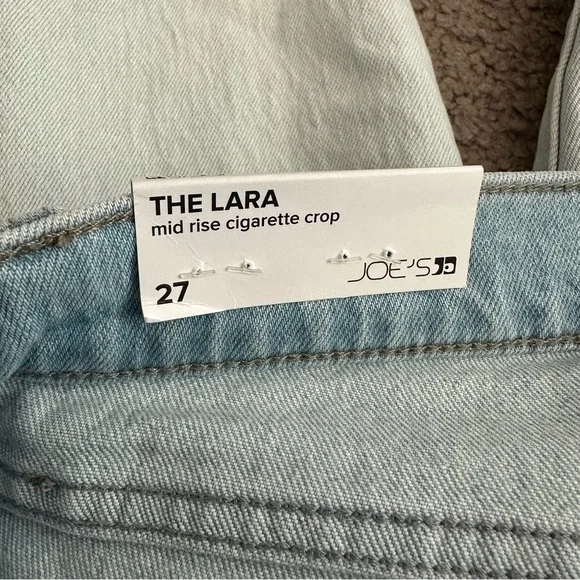 THE LARA
mid rise cigarette crop
27
JOE'S